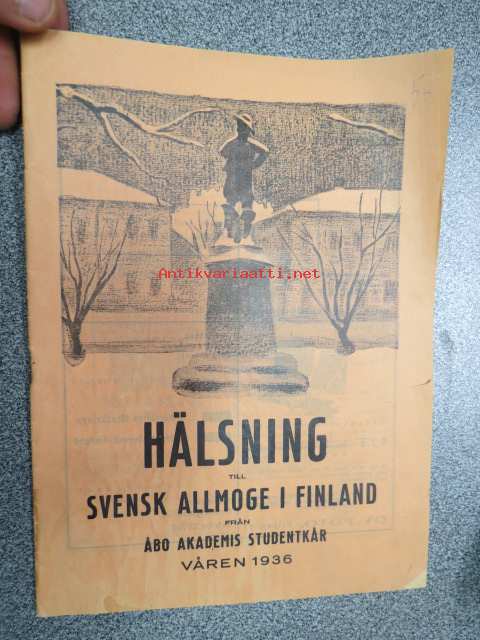 Antikvariaatti.net
HÄLSNING
TILL
SVENSK ALLMOGE I FINLAND
FRÅN
ÅBO AKADEMIS STUDENTKÅR
VÅREN 1936